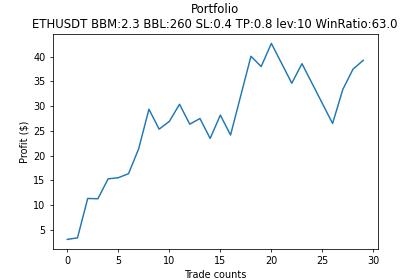 Portfolio
ETHUSDT BBM:2.3 BBL:260 SL:0.4 TP:0.8 lev:10 WinRatio:63.0
Profit ($)
40
35
30
25
20
15
10
5
0 5 10 15 20 25 30
Trade counts